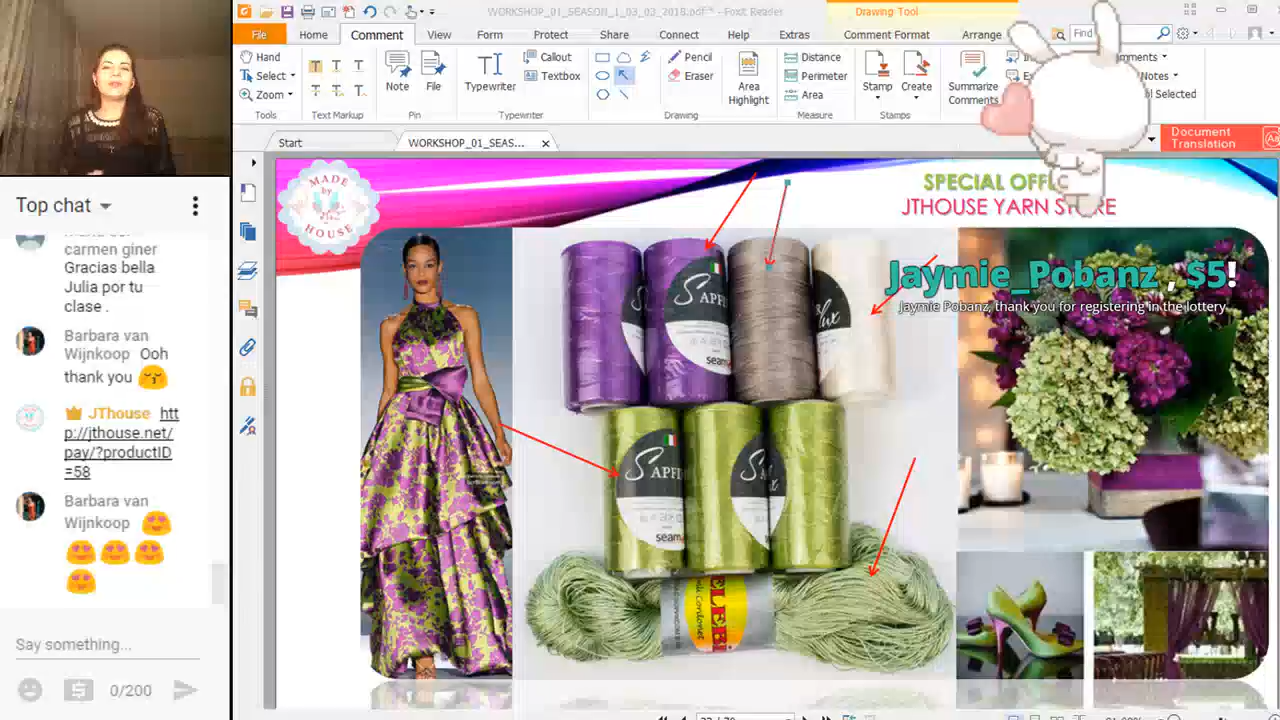 WORKSHOP_01_SEASON_1_03_03_2018.pdf * - Foxit Reader
Drawing Tool
File
Home
Comment
View
Form
Protect
Share
Connect
Help
Extras
Comment Format
Arrange
Find
Hand
Select
Zoom
Tools
T T T
T T T
Text Markup
Note
File
Pin
Typewriter
Callout
Textbox
Typewriter
Pencil
Eraser
Area
Highlight
Drawing
Distance
Perimeter
Area
Measure
Stamp
Create
Stamps
Summarize
Comments
Start
WORKSHOP_01_SEAS...
Document
Translation
Top chat
carmen giner
Gracias bella
Julia por tu
clase .
Barbara van
Wijnkoop Ooh
thank you
JThouse htt
p://jthouse.net/
pay/?productID
=58
Barbara van
Wijnkoop
Say something...
0/200
MADE
by
HOUSE
SPECIAL
JTHOUSE YARN
Jaymie_Pobanz , $5!
Jaymie Pobanz, thank you for registering in the lottery